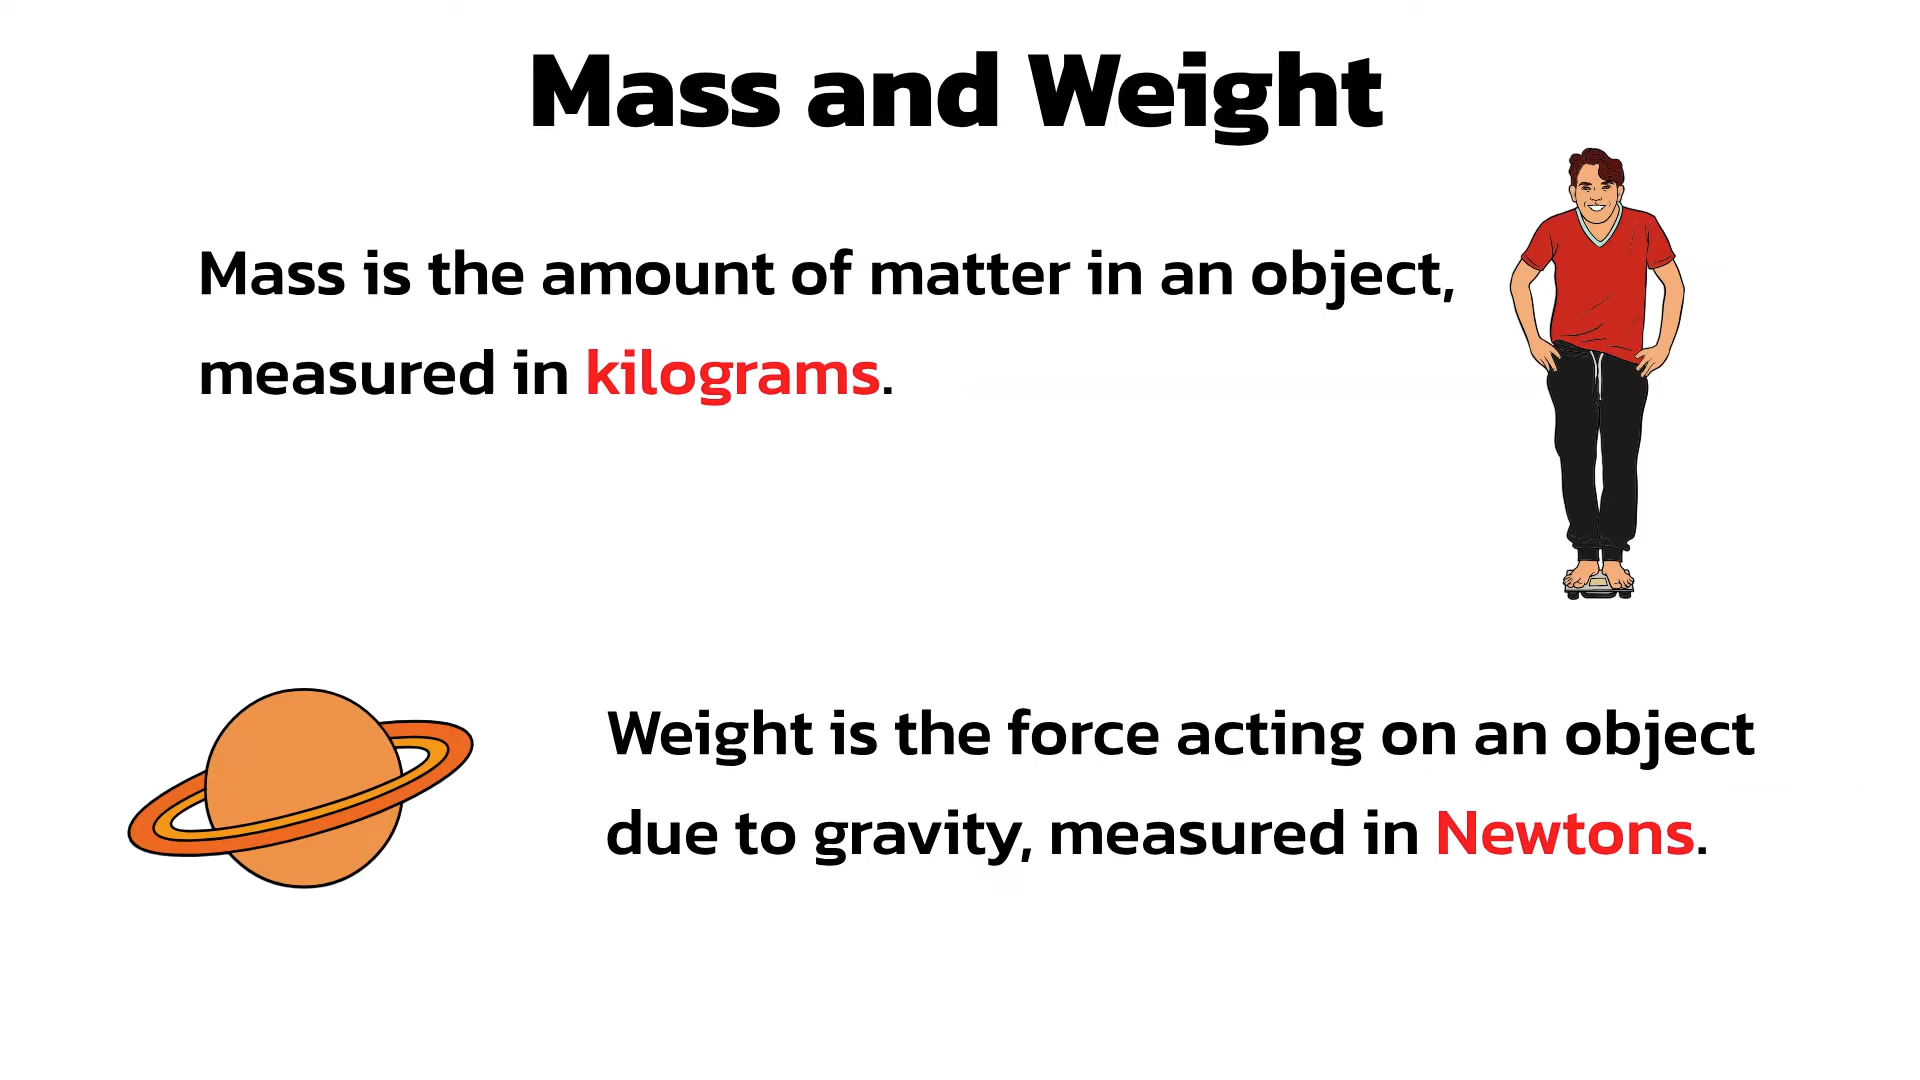 Mass and Weight
Mass is the amount of matter in an object,
measured in kilograms.
Weight is the force acting on an object
due to gravity, measured in Newtons.